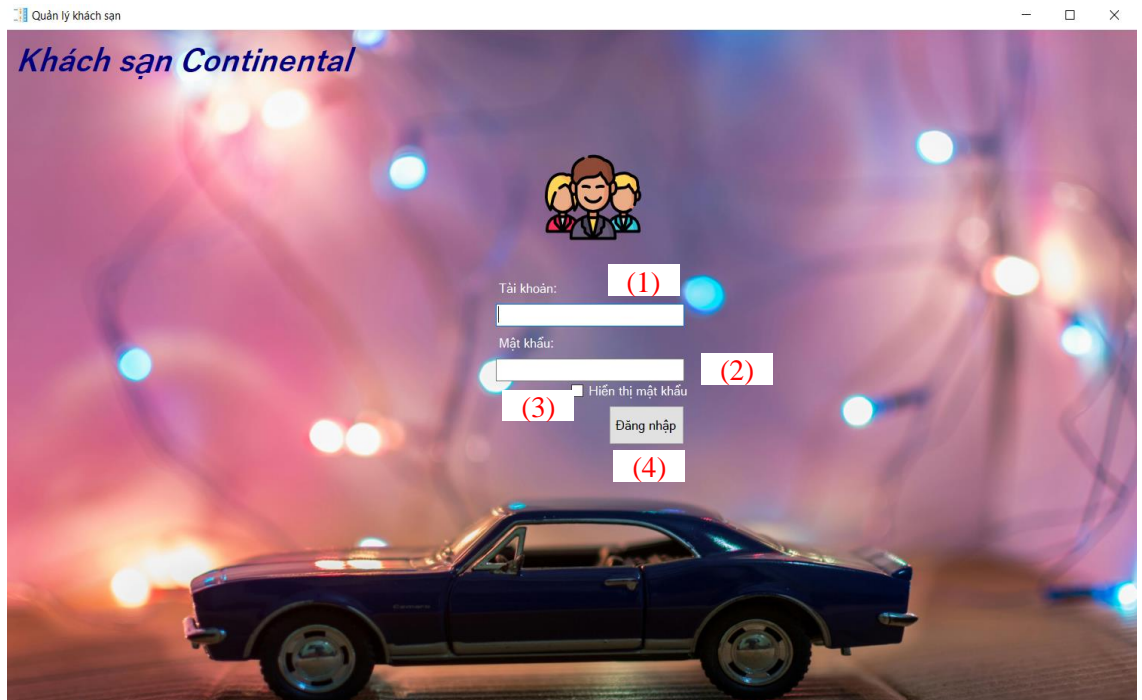 Quản lý khách sạn
Khách sạn Continental
(1)
Tài khoản:
Mật khẩu:
(2)
Hiển thị mật khẩu
(3)
Đăng nhập
(4)
Camaro